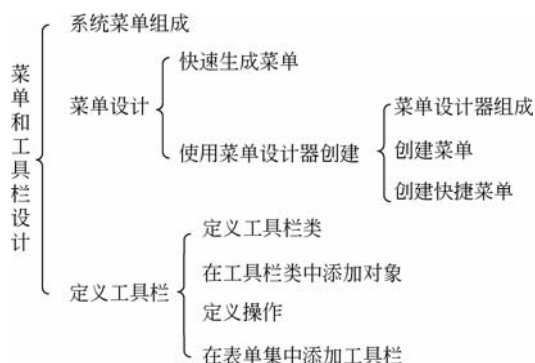 菜单和工具栏设计
系统菜单组成
菜单设计
快速生成菜单
使用菜单设计器创建
菜单设计器组成
创建菜单
创建快捷菜单
定义工具栏
定义工具栏类
在工具栏类中添加对象
定义操作
在表单集中添加工具栏